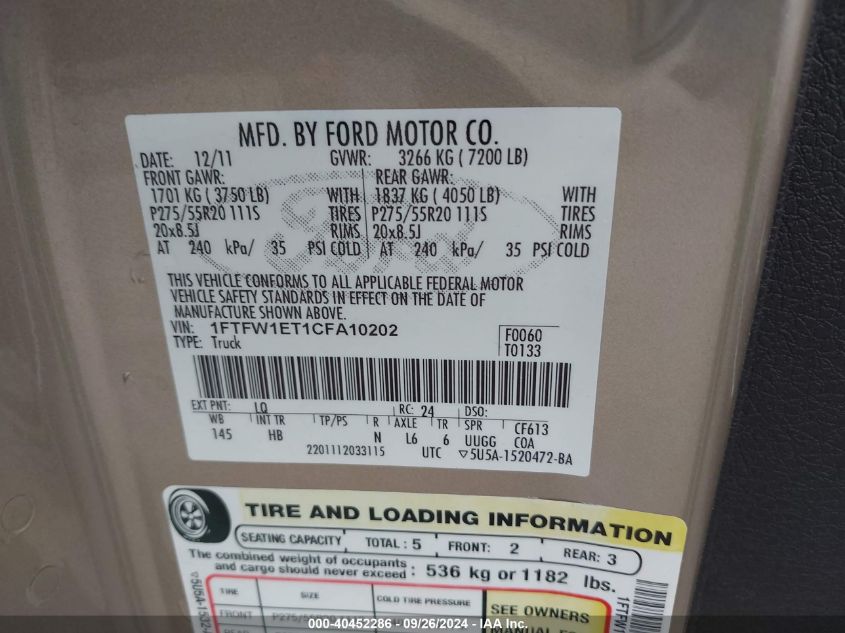 MFD. BY FORD MOTOR CO.
DATE: 12/11 GVWR: 3266 KG ( 7200 LB)
FRONT GAWR: REAR GAWR:
1701 KG ( 3750 LB) WITH 1837 KG ( 4050 LB) WITH
P275/55R20 111S TIRES P275/55R20 111S TIRES
20x8.5J RIMS 20x8.5J RIMS
AT 240 kPa/ 35 PSI COLD AT 240 kPa/ 35 PSI COLD
Ford
THIS VEHICLE CONFORMS TO ALL APPLICABLE FEDERAL MOTOR
VEHICLE SAFETY STANDARDS IN EFFECT ON THE DATE OF
MANUFACTURE SHOWN ABOVE.
VIN: 1FTFW1ET1CFA10202 F0060
TYPE: Truck T0133
EXT PNT: LQ RC: 24 DSO:
WB INT TR TP/PS R AXLE TR SPR CF613
145 HB N L6 6 UUGG COA
2201112033115 UTC ▽5U5A-1520472-BA
TIRE AND LOADING INFORMATION
SEATING CAPACITY TOTAL : 5 FRONT: 2 REAR: 3
The combined weight of occupants
and cargo should never exceed : 536 kg or 1182 lbs.
TIRE SIZE COLD TIRE PRESSURE SEE OWNERS
FRONT MANUAL
000 - 40452286 - 09/26/2024 - IAA.